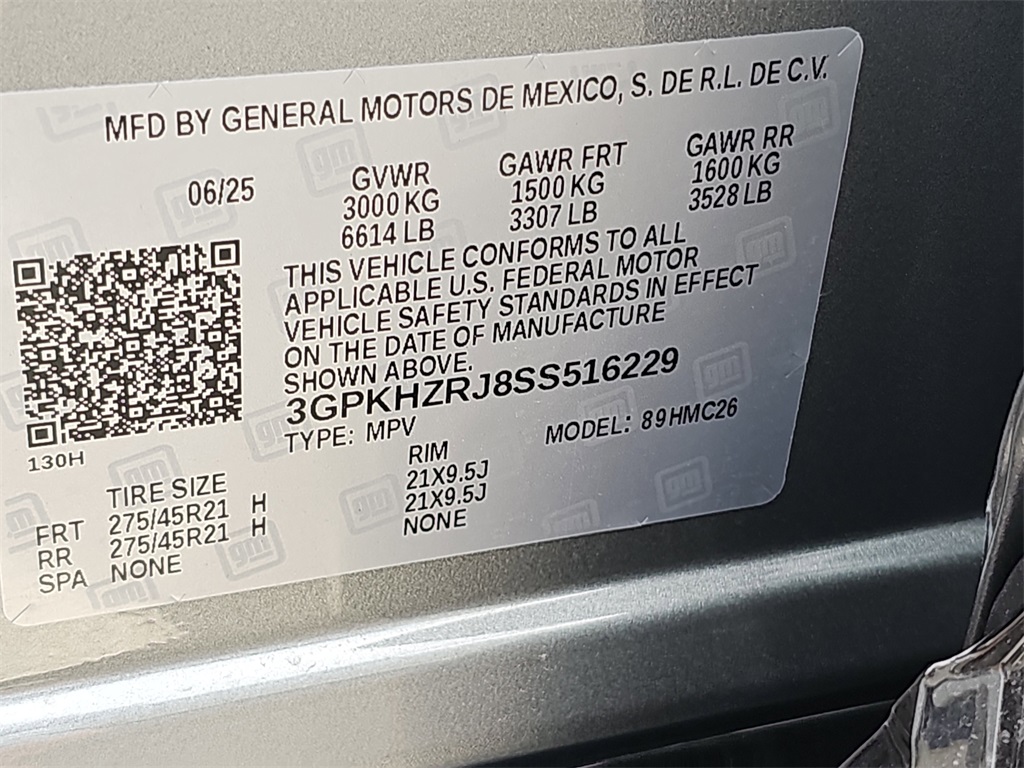 MFD BY GENERAL MOTORS DE MEXICO, S. DE R.L. DE C.V.
06/25
GVWR
3000 KG
6614 LB
GAWR FRT
1500 KG
3307 LB
GAWR RR
1600 KG
3528 LB
THIS VEHICLE CONFORMS TO ALL
APPLICABLE U.S. FEDERAL MOTOR
VEHICLE SAFETY STANDARDS IN EFFECT
ON THE DATE OF MANUFACTURE
SHOWN ABOVE.
3GPKHZRJ8SS516229
TYPE: MPV MODEL: 89HMC26
130H
TIRE SIZE RIM
FRT 275/45R21 H 21X9.5J
RR 275/45R21 H 21X9.5J
SPA NONE NONE
gm